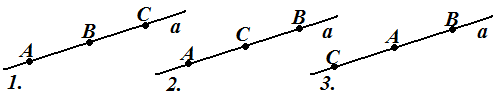 A B C a
1.
A C B a
2.
C A B a
3.